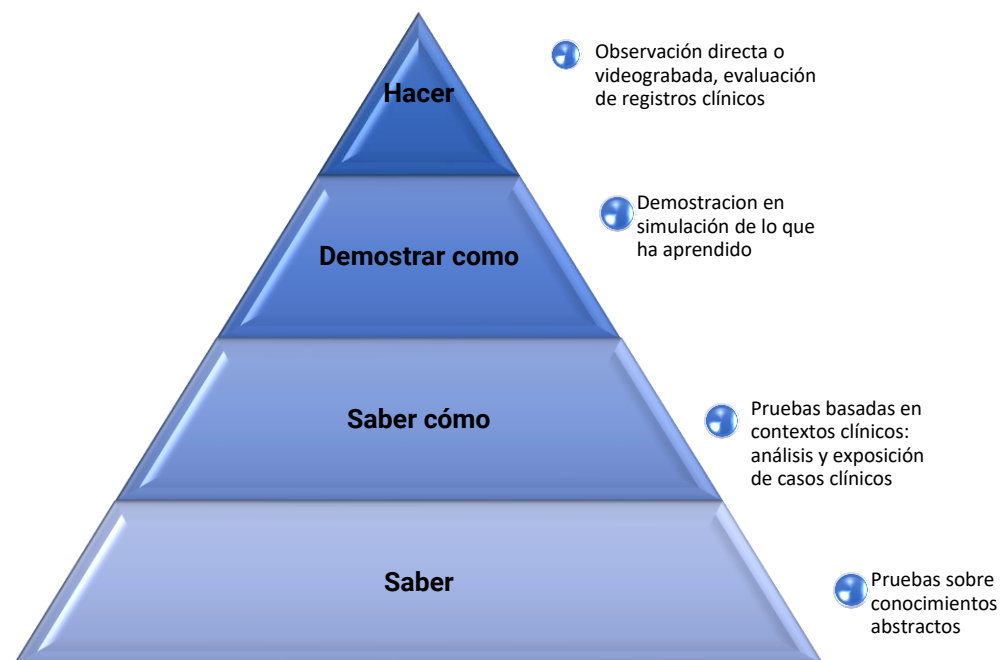 Hacer
Observación directa o
videograbada, evaluación
de registros clínicos
Demostrar como
Demostracion en
simulación de lo que
ha aprendido
Saber cómo
Pruebas basadas en
contextos clínicos:
análisis y exposición
de casos clínicos
Saber
Pruebas sobre
conocimientos
abstractos